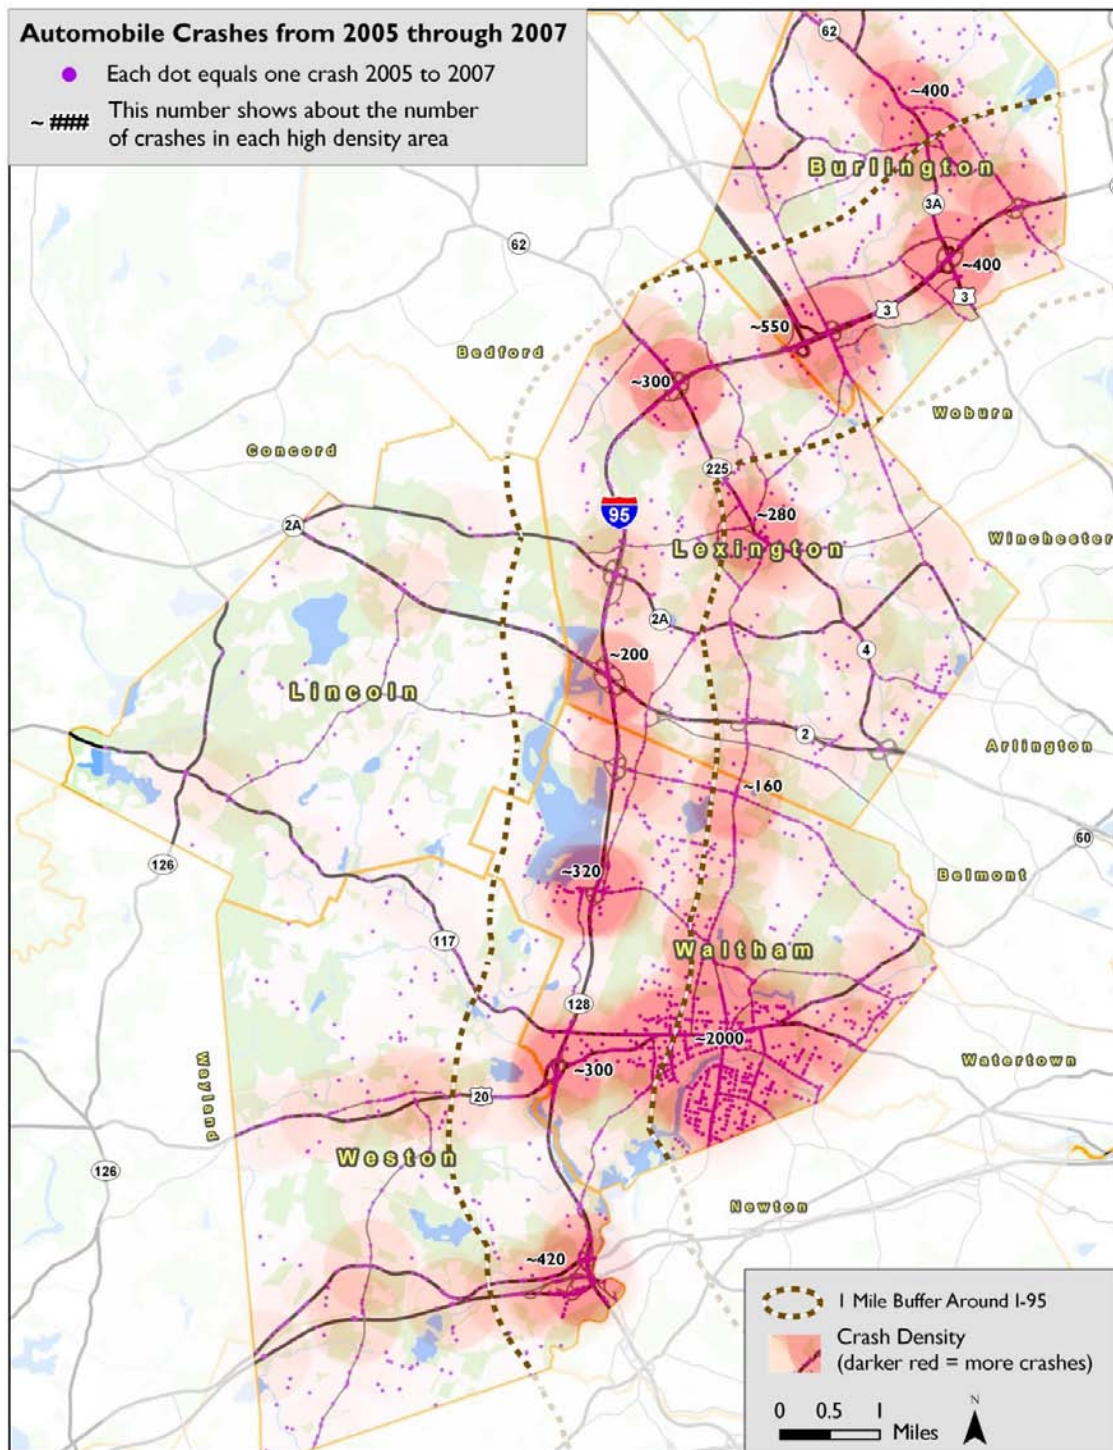 Automobile Crashes from 2005 through 2007
Each dot equals one crash 2005 to 2007
~ ### This number shows about the number
of crashes in each high density area
62
~400
Burlington
3A
62
~400
3
3
~550
Bedford
~300
Woburn
Concord
225
95
~280
2A
Winchester
Lexington
2A
4
~200
Lincoln
2
Arlington
~160
60
126
~320
Belmont
117
Waltham
128
~2000
Watertown
~300
Wayland
20
Weston
126
Newton
~420
1 Mile Buffer Around I-95
Crash Density
(darker red = more crashes)
N
0 0.5 1
Miles